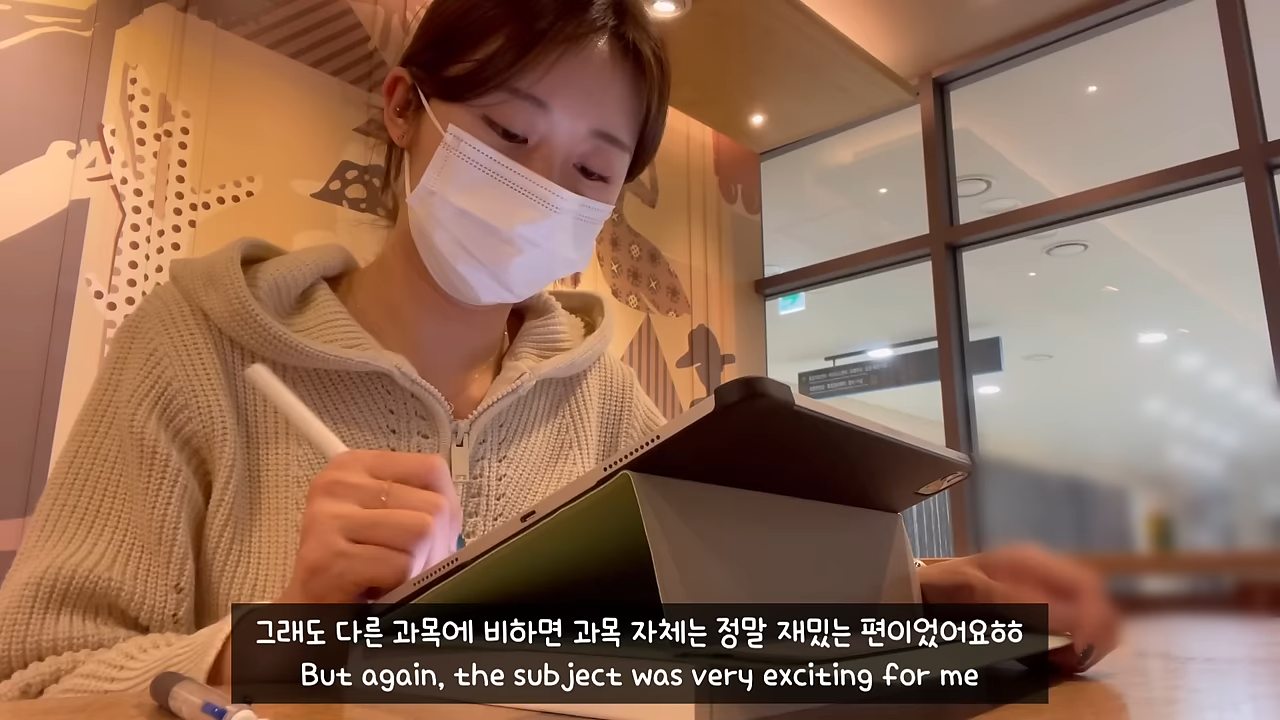 그래도 다른 과목에 비하면 과목 자체는 정말 재밌는 편이었어요ㅎㅎ
But again, the subject was very exciting for me